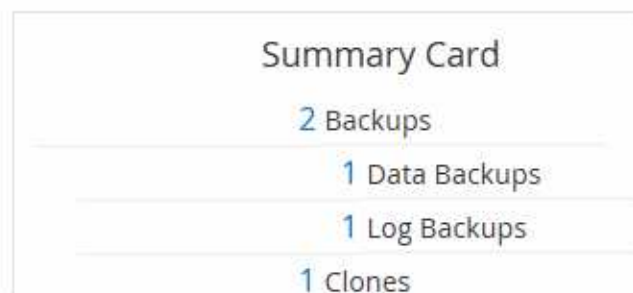 Summary Card
2 Backups
1 Data Backups
1 Log Backups
1 Clones